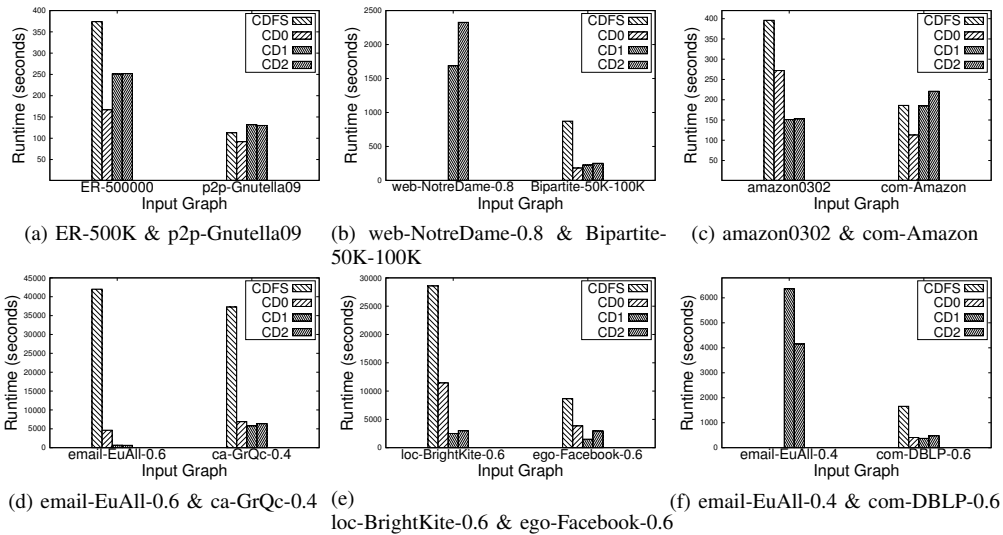 400
350
300
250
200
150
100
50
Runtime (seconds)
CDFS
CD0
CD1
CD2
ER-500000 p2p-Gnutella09
Input Graph
(a) ER-500K & p2p-Gnutella09
2500
2000
1500
1000
500
0
Runtime (seconds)
CDFS
CD0
CD1
CD2
web-NotreDame-0.8 Bipartite-50K-100K
Input Graph
(b) web-NotreDame-0.8 & Bipartite-
50K-100K
400
350
300
250
200
150
100
50
Runtime (seconds)
CDFS
CD0
CD1
CD2
amazon0302 com-Amazon
Input Graph
(c) amazon0302 & com-Amazon
45000
40000
35000
30000
25000
20000
15000
10000
5000
0
Runtime (seconds)
CDFS
CD0
CD1
CD2
email-EuAll-0.6 ca-GrQc-0.4
Input Graph
(d) email-EuAll-0.6 & ca-GrQc-0.4
30000
25000
20000
15000
10000
5000
0
Runtime (seconds)
CDFS
CD0
CD1
CD2
loc-BrightKite-0.6 ego-Facebook-0.6
Input Graph
(e)
loc-BrightKite-0.6 & ego-Facebook-0.6
6000
5000
4000
3000
2000
1000
0
Runtime (seconds)
CDFS
CD0
CD1
CD2
email-EuAll-0.4 com-DBLP-0.6
Input Graph
(f) email-EuAll-0.4 & com-DBLP-0.6